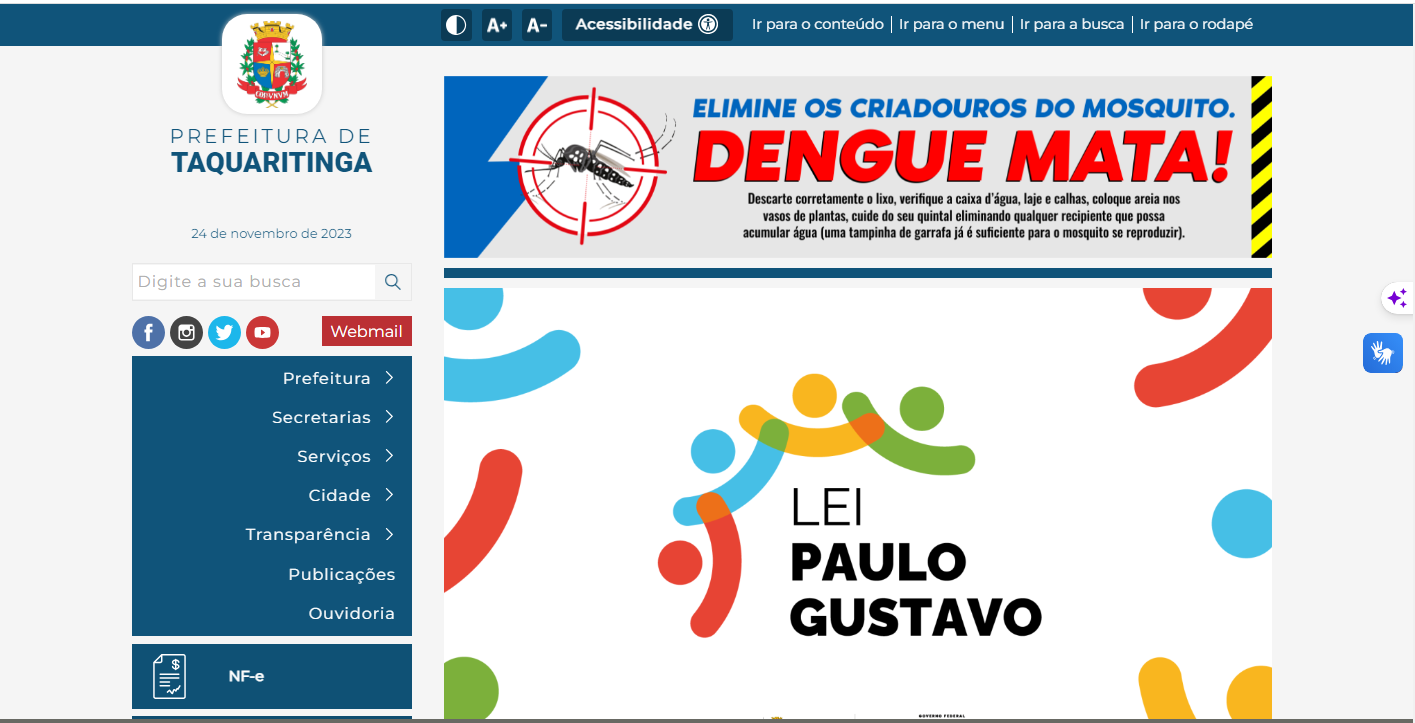 A+ A- Acessibilidade Ir para o conteúdo Ir para o menu Ir para a busca Ir para o rodapé
PREFEITURA DE
TAQUARITINGA
24 de novembro de 2023
Digite a sua busca
Webmail
Prefeitura
Secretarias
Serviços
Cidade
Transparência
Publicações
Ouvidoria
NF-e
ELIMINE OS CRIADOUROS DO MOSQUITO.
DENGUE MATA!
Descarte corretamente o lixo, verifique a caixa d'água, laje e calhas, coloque areia nos
vasos de plantas, cuide do seu quintal eliminando qualquer recipiente que possa
acumular água (uma tampinha de garrafa já é suficiente para o mosquito se reproduzir).
LEI
PAULO
GUSTAVO
GOVERNO FEDERAL